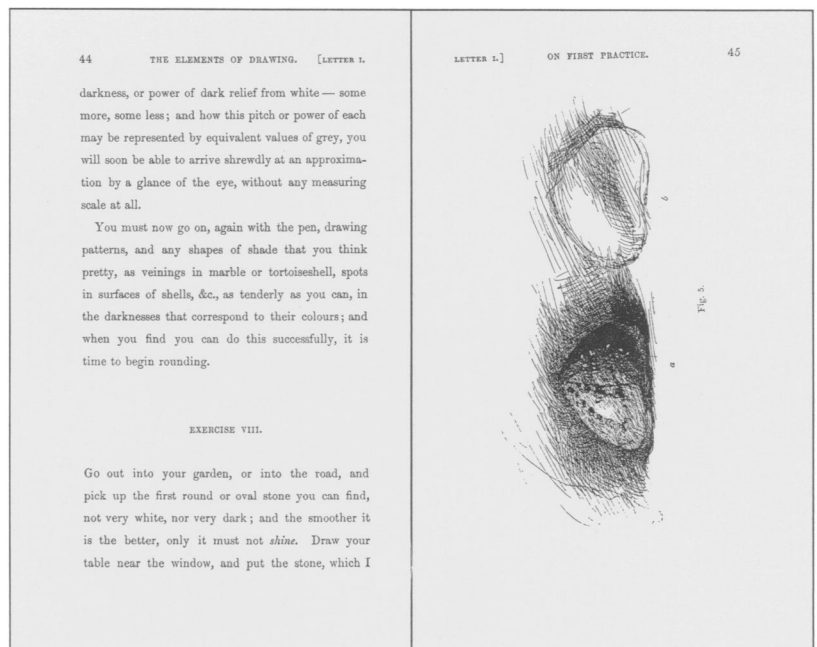 44 THE ELEMENTS OF DRAWING. [LETTER I.
darkness, or power of dark relief from white — some
more, some less; and how this pitch or power of each
may be represented by equivalent values of grey, you
will soon be able to arrive shrewdly at an approxima-
tion by a glance of the eye, without any measuring
scale at all.
You must now go on, again with the pen, drawing
patterns, and any shapes of shade that you think
pretty, as veinings in marble or tortoiseshell, spots
in surfaces of shells, &c., as tenderly as you can, in
the darknesses that correspond to their colours; and
when you find you can do this successfully, it is
time to begin rounding.
EXERCISE VIII.
Go out into your garden, or into the road, and
pick up the first round or oval stone you can find,
not very white, nor very dark; and the smoother it
is the better, only it must not shine. Draw your
table near the window, and put the stone, which I
LETTER I.] ON FIRST PRACTICE. 45
b
Fig. 5.
a